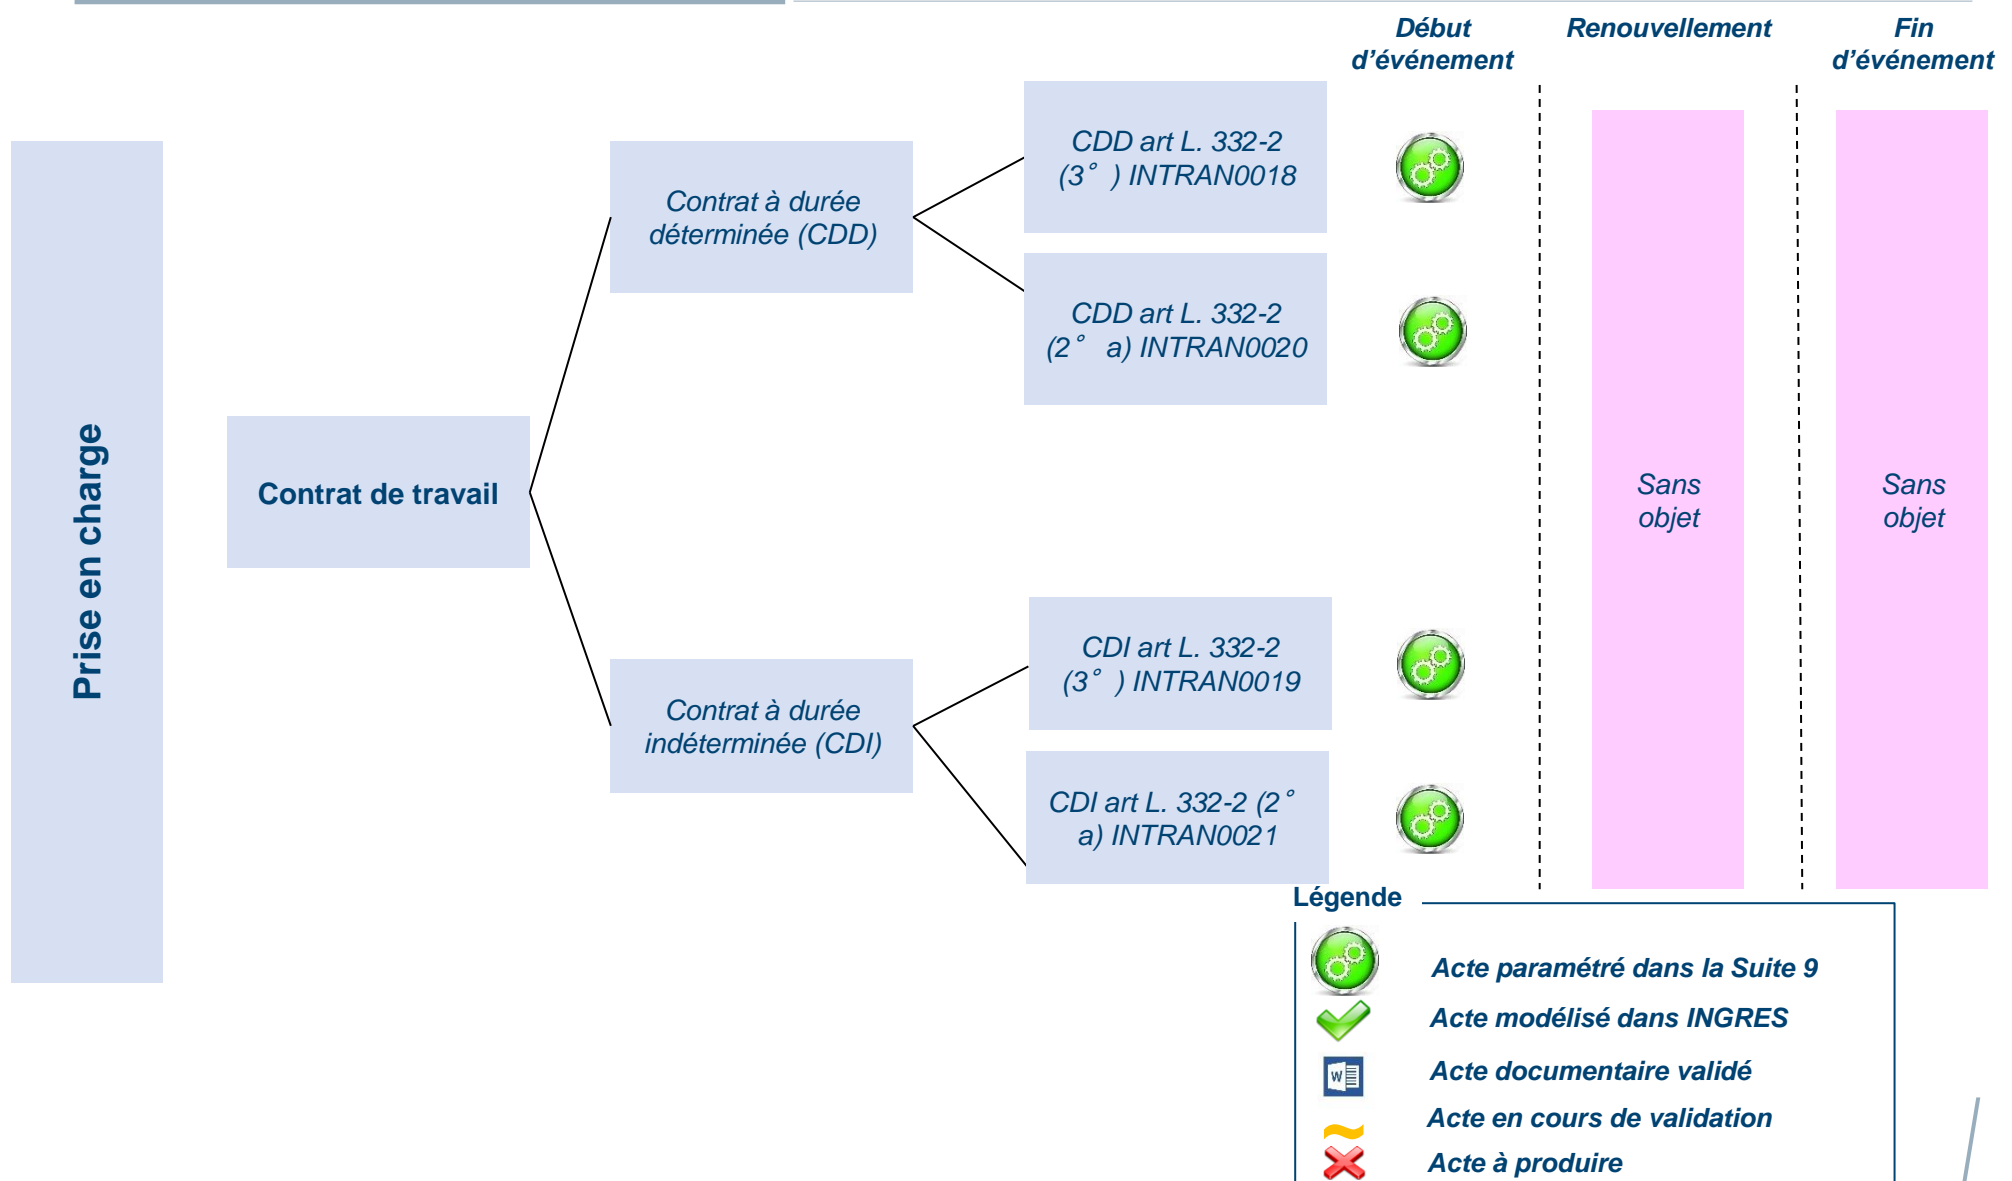 Début
d’événement
Renouvellement
Fin
d’événement
Prise en charge
Contrat de travail
Contrat à durée
déterminée (CDD)
CDD art L. 332-2
(3° ) INTRAN0018
CDD art L. 332-2
(2° a) INTRAN0020
Contrat à durée
indéterminée (CDI)
CDI art L. 332-2
(3° ) INTRAN0019
CDI art L. 332-2 (2°
a) INTRAN0021
Sans
objet
Sans
objet
Légende
Acte paramétré dans la Suite 9
Acte modélisé dans INGRES
W
Acte documentaire validé
Acte en cours de validation
Acte à produire